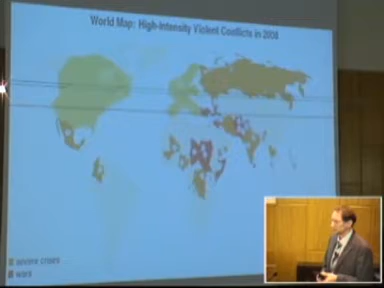 World Map: High-Intensity Violent Conflicts in 2008
severe crises
wars